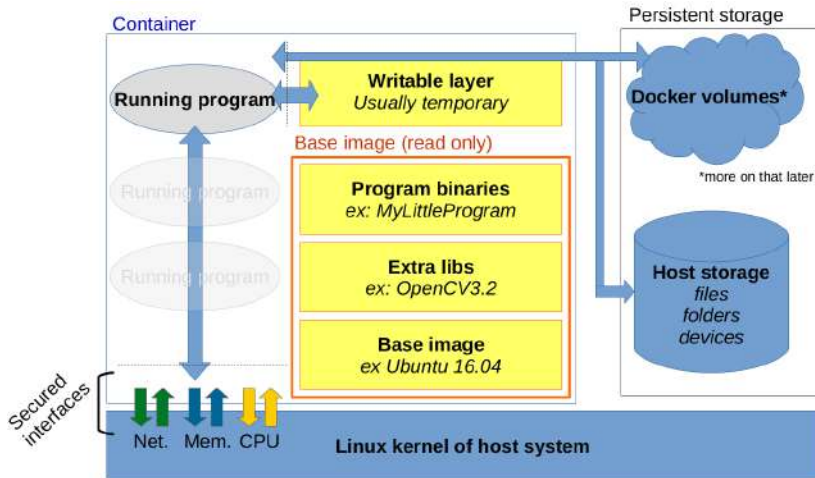 Container
Persistent storage
Running program
Writable layer
Usually temporary
Docker volumes*
*more on that later
Base image (read only)
Running program
Program binaries
ex: MyLittleProgram
Running program
Extra libs
ex: OpenCV3.2
Host storage
files
folders
devices
Base image
ex Ubuntu 16.04
Secured
interfaces
Net.
Mem.
CPU
Linux kernel of host system